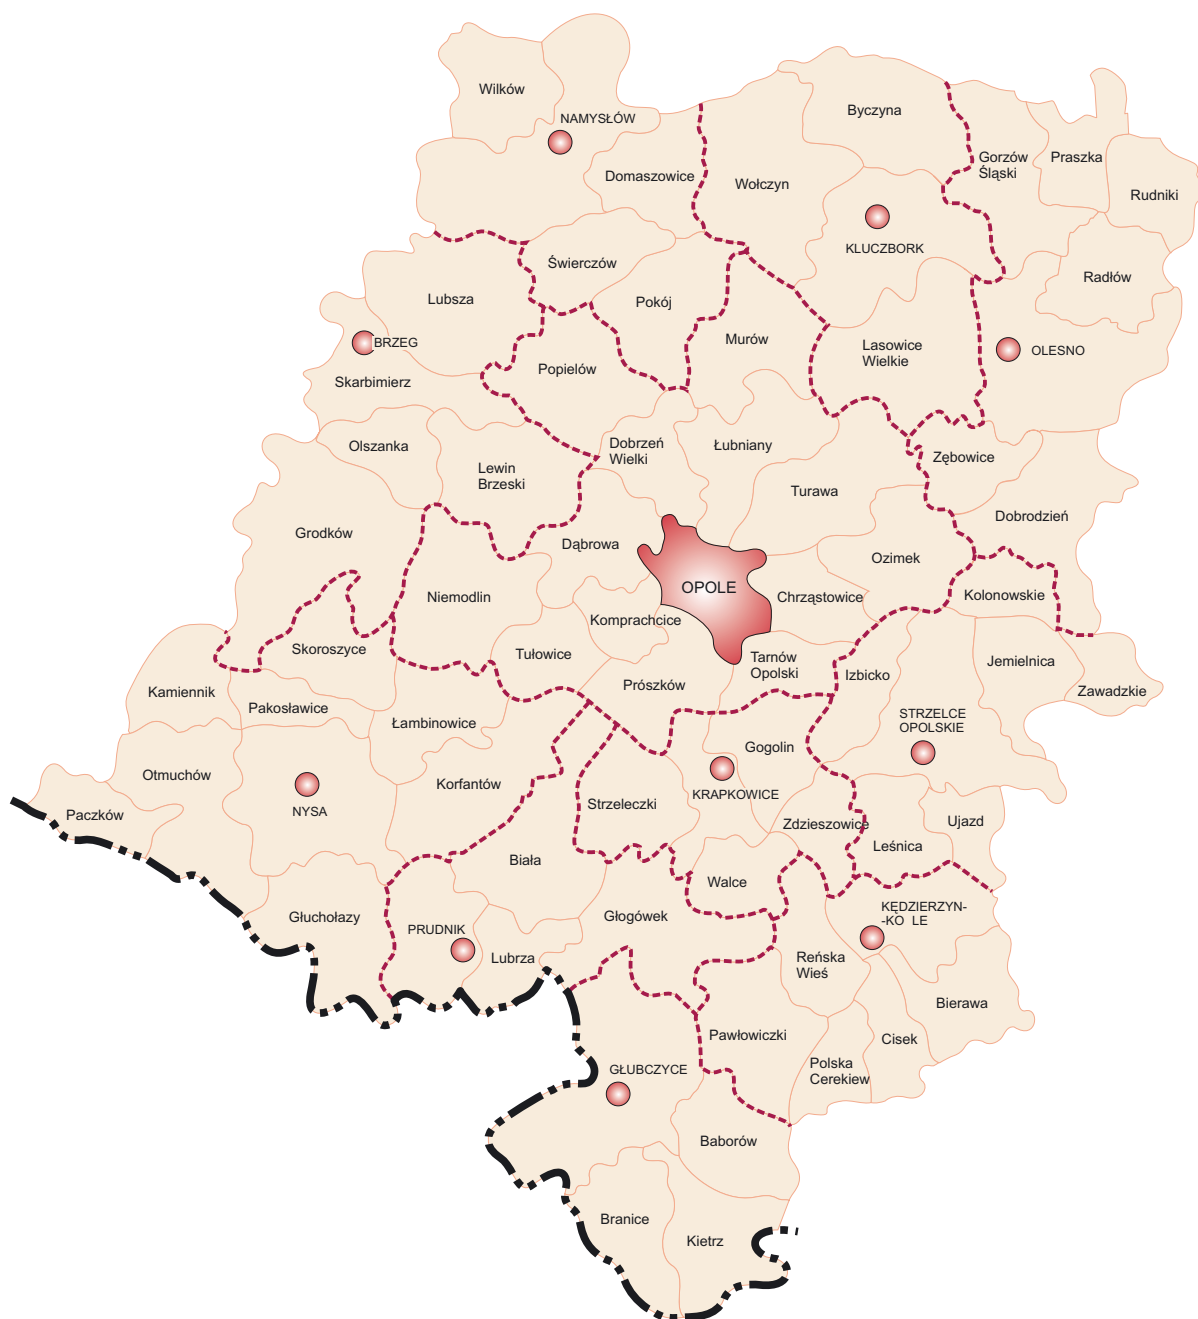 Wilków
NAMYSŁÓW
Domaszowice
Wołczyn
Byczyna
Gorzów
Śląski
Praszka
Rudniki
KLUCZBORK
Radłów
Świerczów
Lubsza
Pokój
BRZEG
Murów
Lasowice
Wielkie
OLESNO
Skarbimierz
Popielów
Olszanka
Lewin
Brzeski
Dobrzeń
Wielki
Łubniany
Zębowice
Turawa
Grodków
Dobrodzień
Dąbrowa
Ozimek
OPOLE
Niemodlin
Chrząstowice
Kolonowskie
Komprachcice
Skoroszyce
Tułowice
Tarnów
Opolski
Izbicko
Jemielnica
Kamiennik
Prószków
Zawadzkie
Pakosławice
Łambinowice
STRZELCE
OPOLSKIE
Otmuchów
Gogolin
Korfantów
Paczków
NYSA
Strzeleczki
KRAPKOWICE
Zdzieszowice
Ujazd
Leśnica
Biała
Walce
Głuchołazy
PRUDNIK
Głogówek
KĘDZIERZYN-
-KO LE
Lubrza
Reńska
Wieś
Bierawa
Pawłowiczki
Cisek
GŁUBCZYCE
Polska
Cerekiew
Baborów
Branice
Kietrz